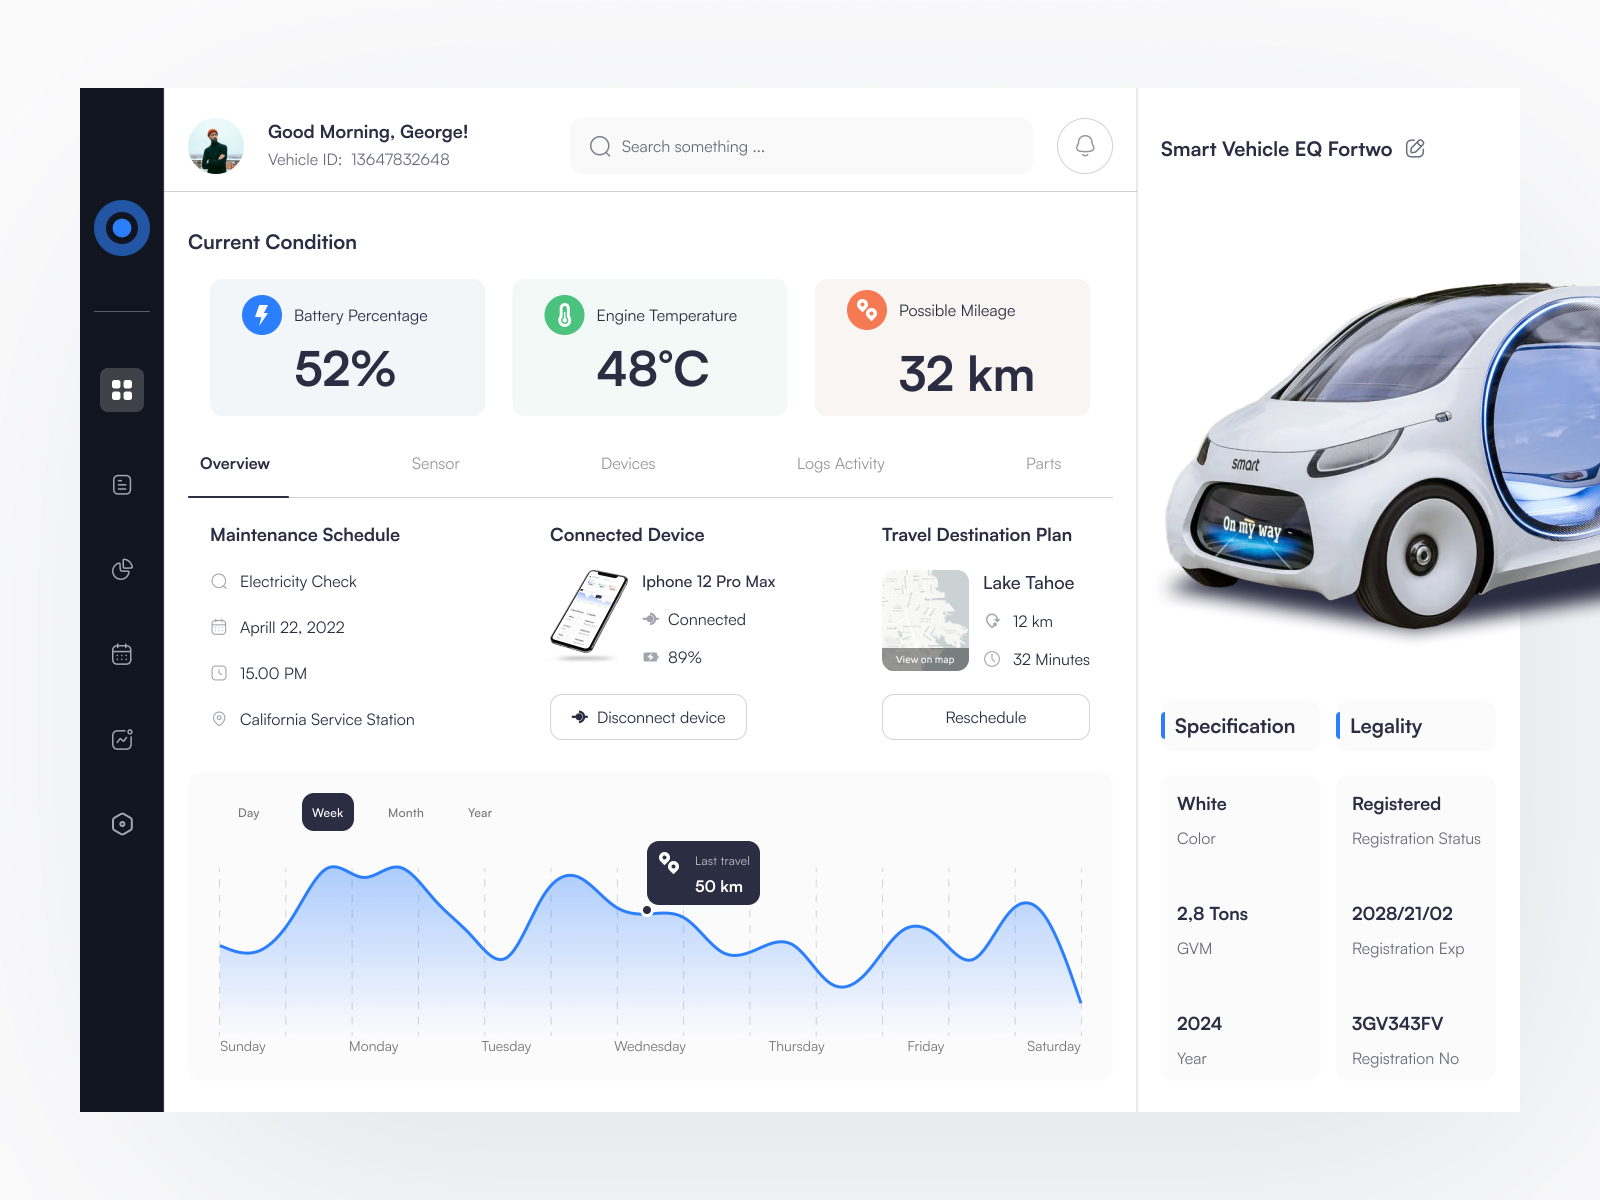 Good Morning, George!
Vehicle ID: 13647832648
Search something ...
Smart Vehicle EQ Fortwo
Current Condition
Battery Percentage
52%
Engine Temperature
48°C
Possible Mileage
32 km
Overview
Sensor
Devices
Logs Activity
Parts
Maintenance Schedule
Electricity Check
Aprill 22, 2022
15.00 PM
California Service Station
Connected Device
Iphone 12 Pro Max
Connected
89%
Disconnect device
Travel Destination Plan
View on map
Lake Tahoe
12 km
32 Minutes
Reschedule
Day
Week
Month
Year
Last travel
50 km
Sunday
Monday
Tuesday
Wednesday
Thursday
Friday
Saturday
smart
On my way
Specification
Legality
White
Color
2,8 Tons
GVM
2024
Year
Registered
Registration Status
2028/21/02
Registration Exp
3GV343FV
Registration No